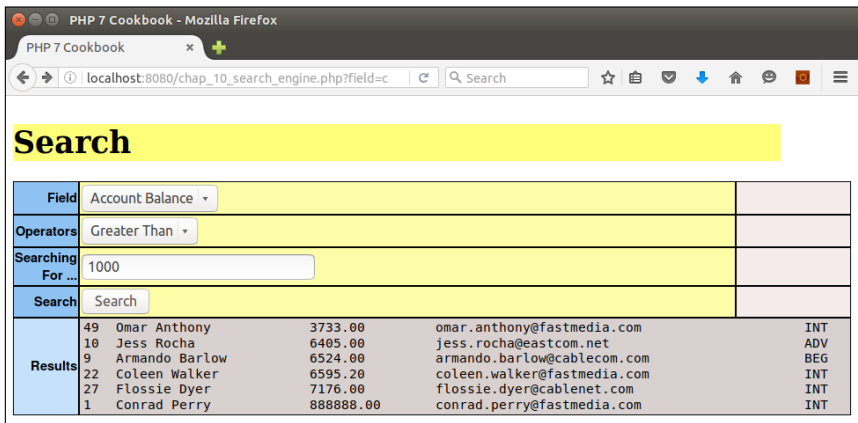 PHP 7 Cookbook - Mozilla Firefox
PHP 7 Cookbook
localhost:8080/chap_10_search_engine.php?field=c
Search
Search
Field Account Balance
Operators Greater Than
Searching For ... 1000
Search Search
Results
49 Omar Anthony 3733.00 omar.anthony@fastmedia.com INT
10 Jess Rocha 6405.00 jess.rocha@eastcom.net ADV
9 Armando Barlow 6524.00 armando.barlow@cablecom.com BEG
22 Coleen Walker 6595.20 coleen.walker@fastmedia.com INT
27 Flossie Dyer 7176.00 flossie.dyer@cablenet.com INT
1 Conrad Perry 888888.00 conrad.perry@fastmedia.com INT